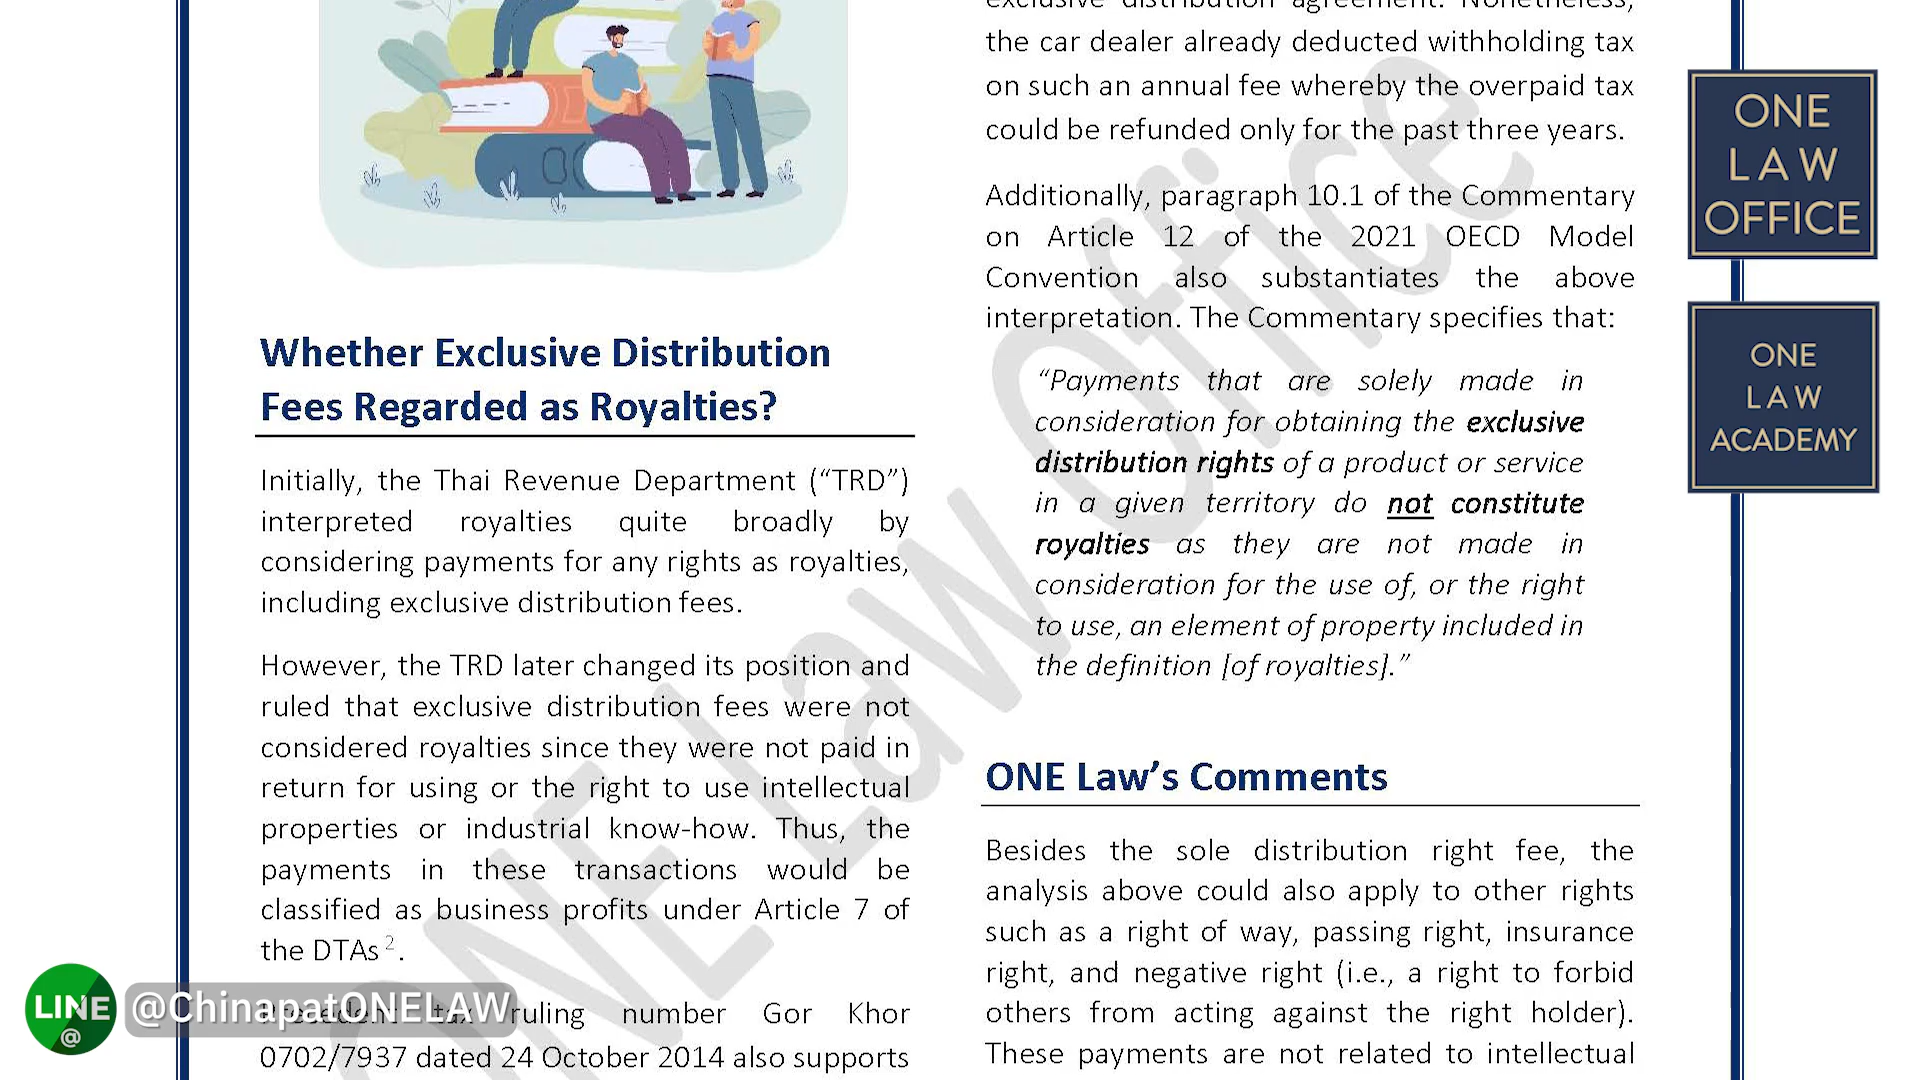 Whether Exclusive Distribution
Fees Regarded as Royalties?
Initially, the Thai Revenue Department (“TRD”)
interpreted royalties quite broadly by
considering payments for any rights as royalties,
including exclusive distribution fees.
However, the TRD later changed its position and
ruled that exclusive distribution fees were not
considered royalties since they were not paid in
return for using or the right to use intellectual
properties or industrial know-how. Thus, the
payments in these transactions would be
classified as business profits under Article 7 of
the DTAs 2.
ruling number Gor Khor
0702/7937 dated 24 October 2014 also supports
exclusive distribution agreement. Nonetheless,
the car dealer already deducted withholding tax
on such an annual fee whereby the overpaid tax
could be refunded only for the past three years.
Additionally, paragraph 10.1 of the Commentary
on Article 12 of the 2021 OECD Model
Convention also substantiates the above
interpretation. The Commentary specifies that:
“Payments that are solely made in
consideration for obtaining the exclusive
distribution rights of a product or service
in a given territory do not constitute
royalties as they are not made in
consideration for the use of, or the right
to use, an element of property included in
the definition [of royalties].”
ONE Law’s Comments
Besides the sole distribution right fee, the
analysis above could also apply to other rights
such as a right of way, passing right, insurance
right, and negative right (i.e., a right to forbid
others from acting against the right holder).
These payments are not related to intellectual
ONE Law Office
ONE
LAW
OFFICE
ONE
LAW
ACADEMY
LINE
@
@ChinapatONELAW